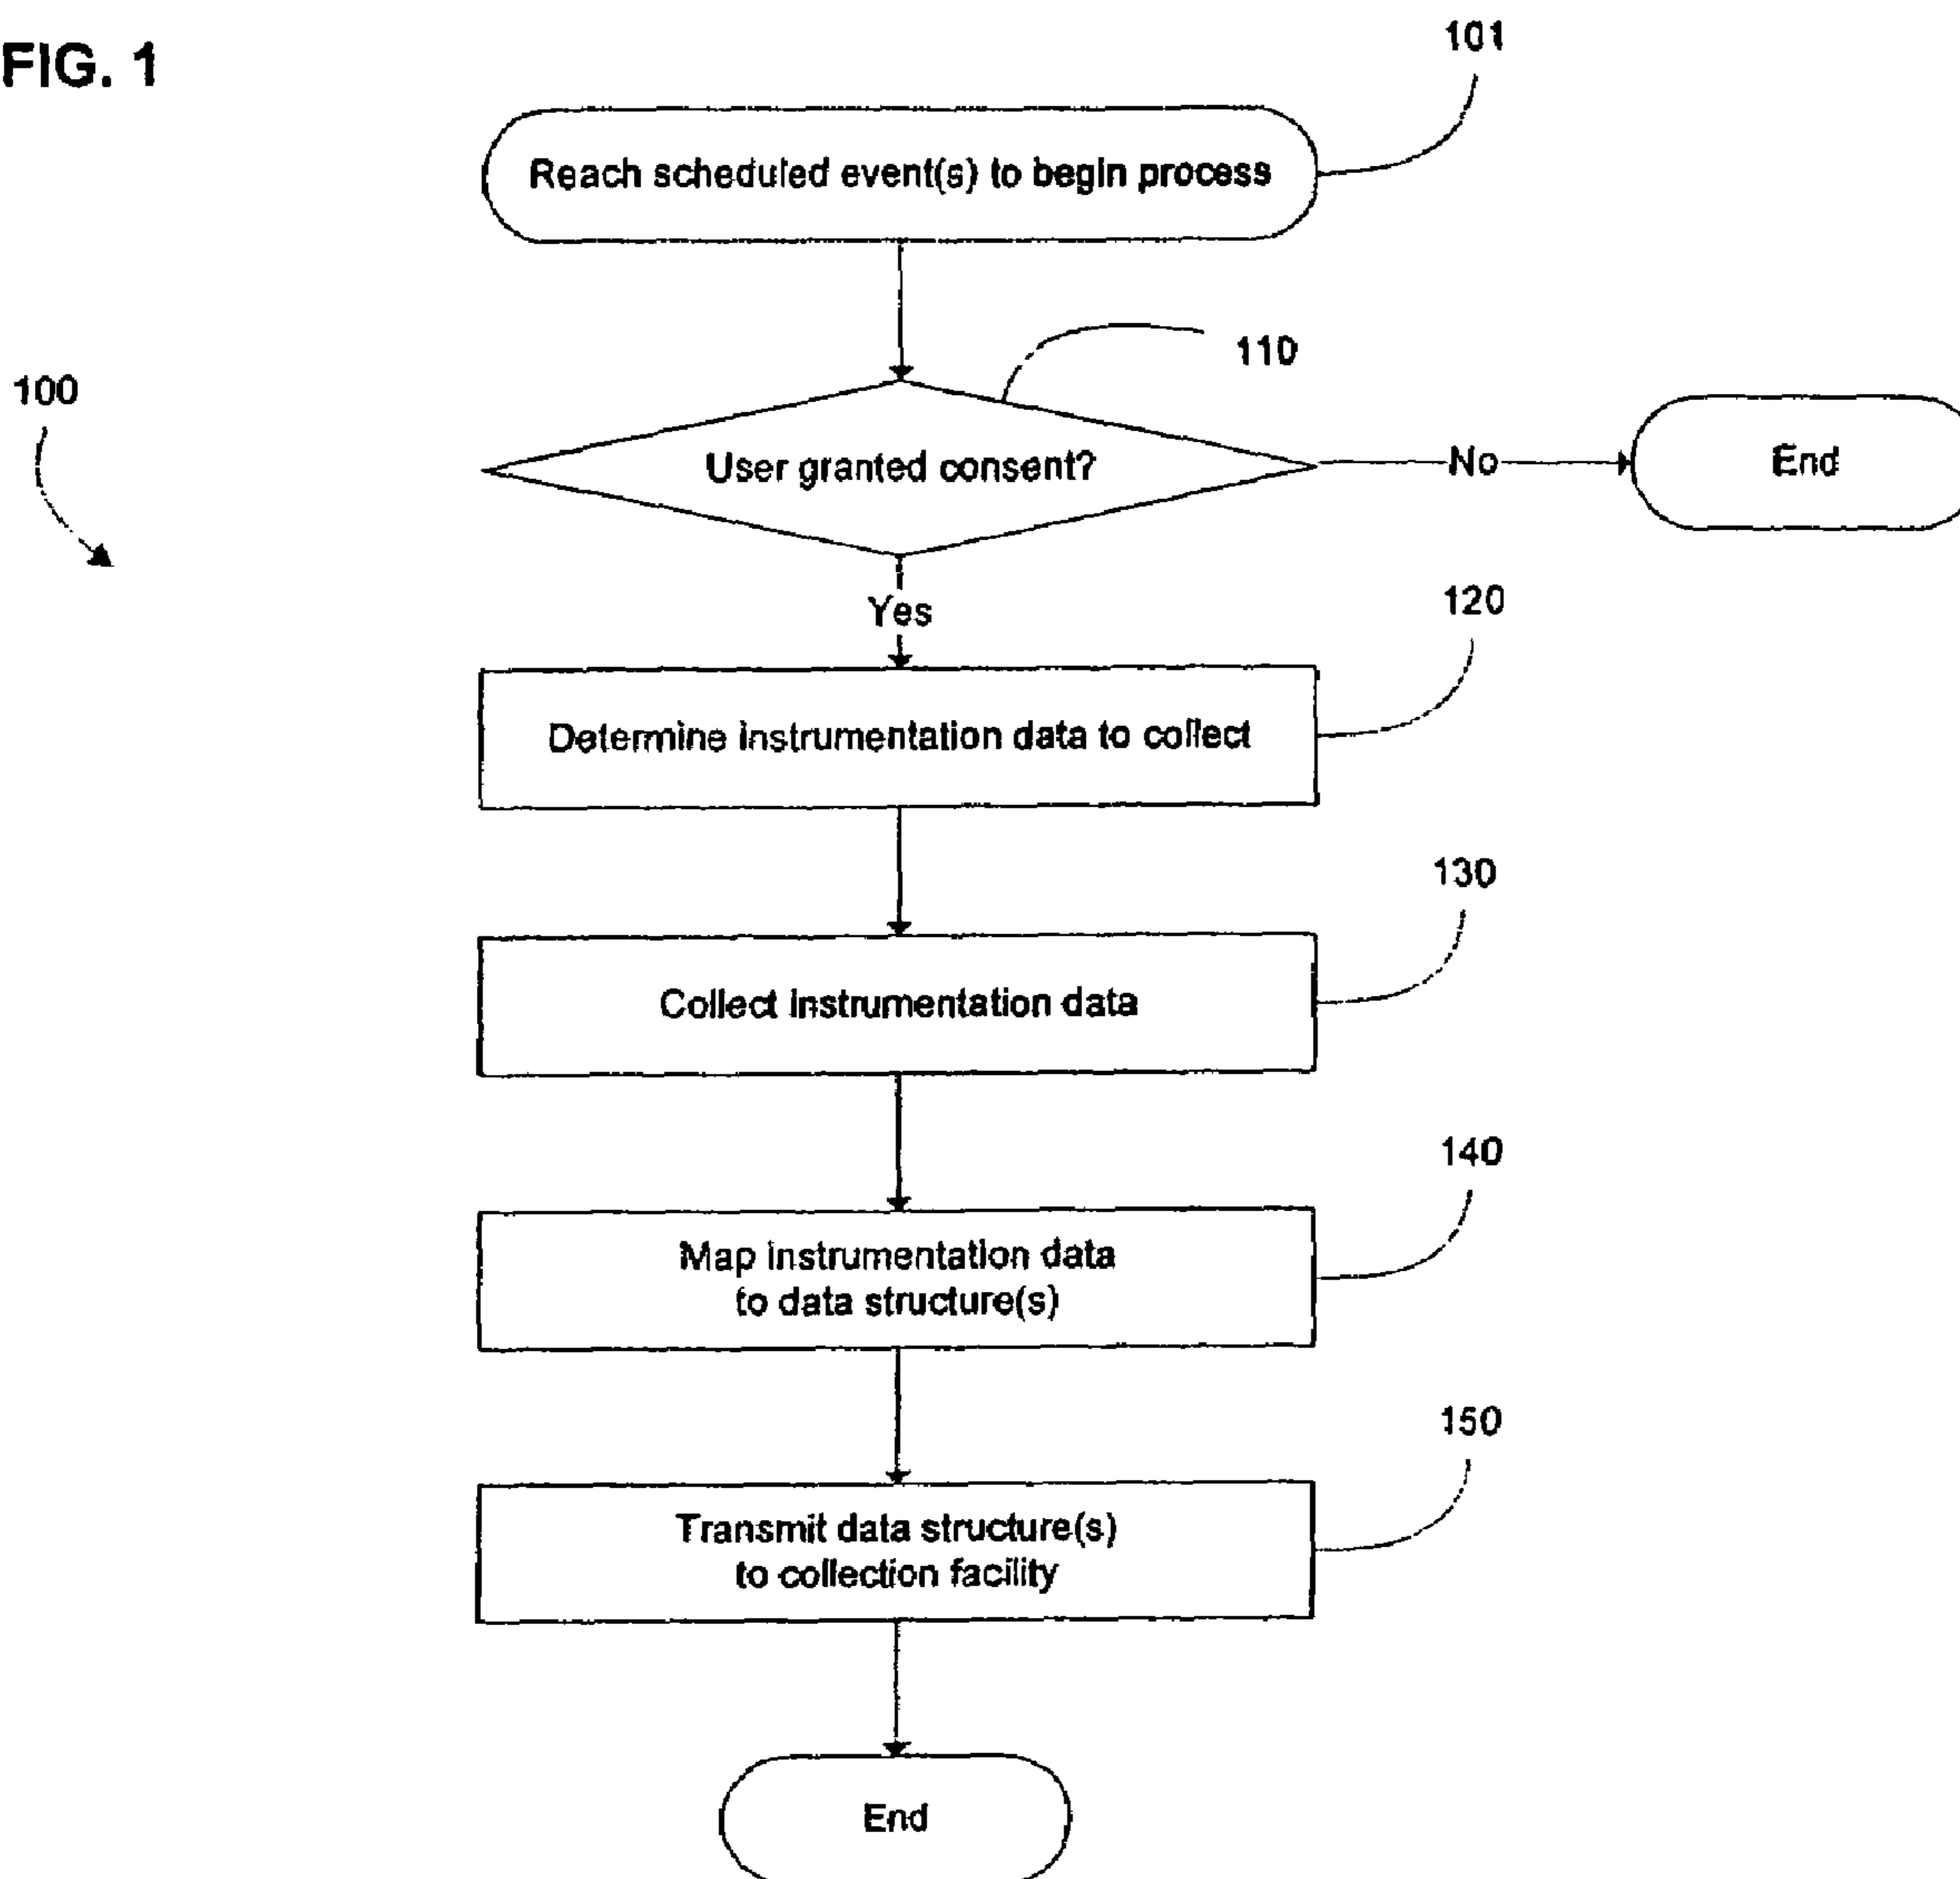 FIG. 1
101
Reach scheduled event(s) to begin process
110
100
User granted consent?
No
End
Yes
120
Determine instrumentation data to collect
130
Collect instrumentation data
140
Map instrumentation data
to data structure(s)
150
Transmit data structure(s)
to collection facility
End